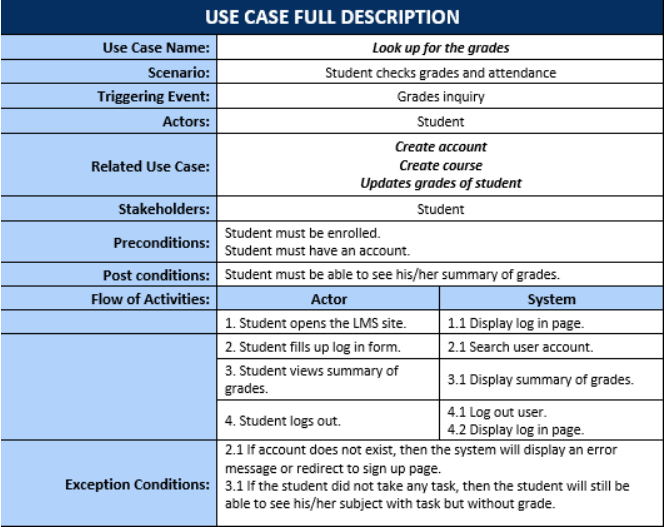 USE CASE FULL DESCRIPTION
Use Case Name: Look up for the grades
Scenario: Student checks grades and attendance
Triggering Event: Grades inquiry
Actors: Student
Related Use Case: Create account
Create course
Updates grades of student
Stakeholders: Student
Preconditions: Student must be enrolled.
Student must have an account.
Post conditions: Student must be able to see his/her summary of grades.
Flow of Activities: Actor System
1. Student opens the LMS site. 1.1 Display log in page.
2. Student fills up log in form. 2.1 Search user account.
3. Student views summary of
grades. 3.1 Display summary of grades.
4. Student logs out. 4.1 Log out user.
4.2 Display log in page.
Exception Conditions: 2.1 If account does not exist, then the system will display an error
message or redirect to sign up page.
3.1 If the student did not take any task, then the student will still be
able to see his/her subject with task but without grade.